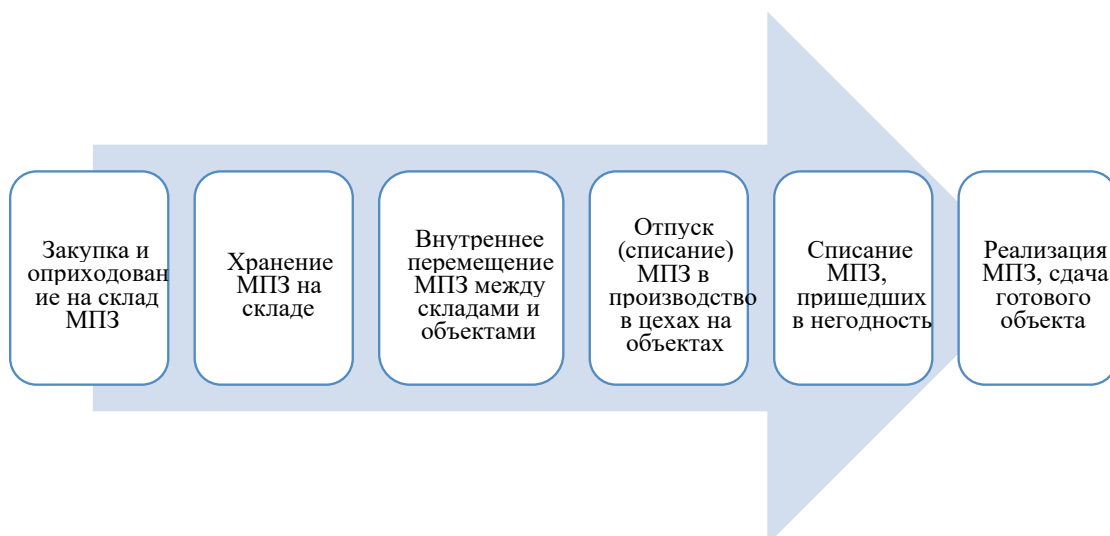 Закупка и
оприходован
ие на склад
МПЗ
Хранение
МПЗ на
складе
Внутреннее
перемещение
МПЗ между
складами и
объектами
Отпуск
(списание)
МПЗ в
производство
в цехах на
объектах
Списание
МПЗ,
пришедших
в негодность
Реализация
МПЗ, сдача
готового
объекта